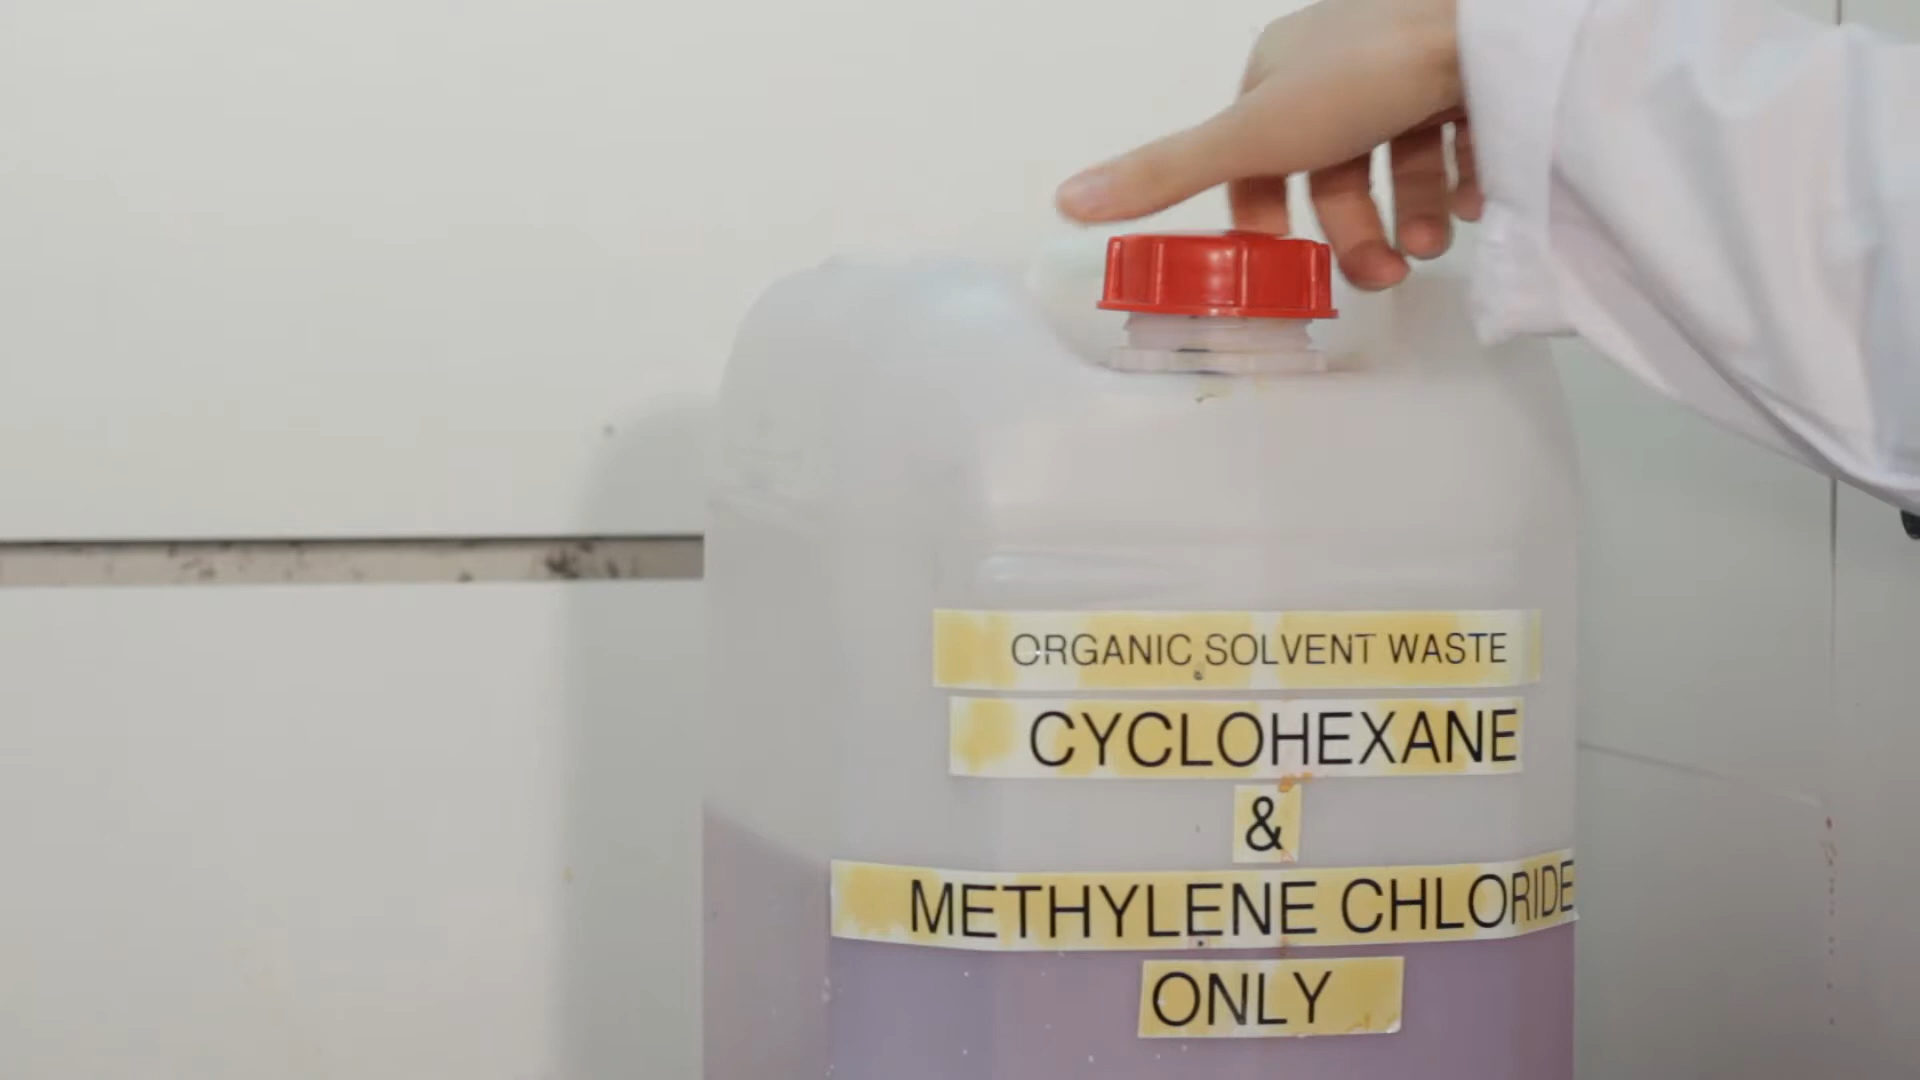 ORGANIC SOLVENT WASTE
CYCLOHEXANE
&
METHYLENE CHLORIDE
ONLY